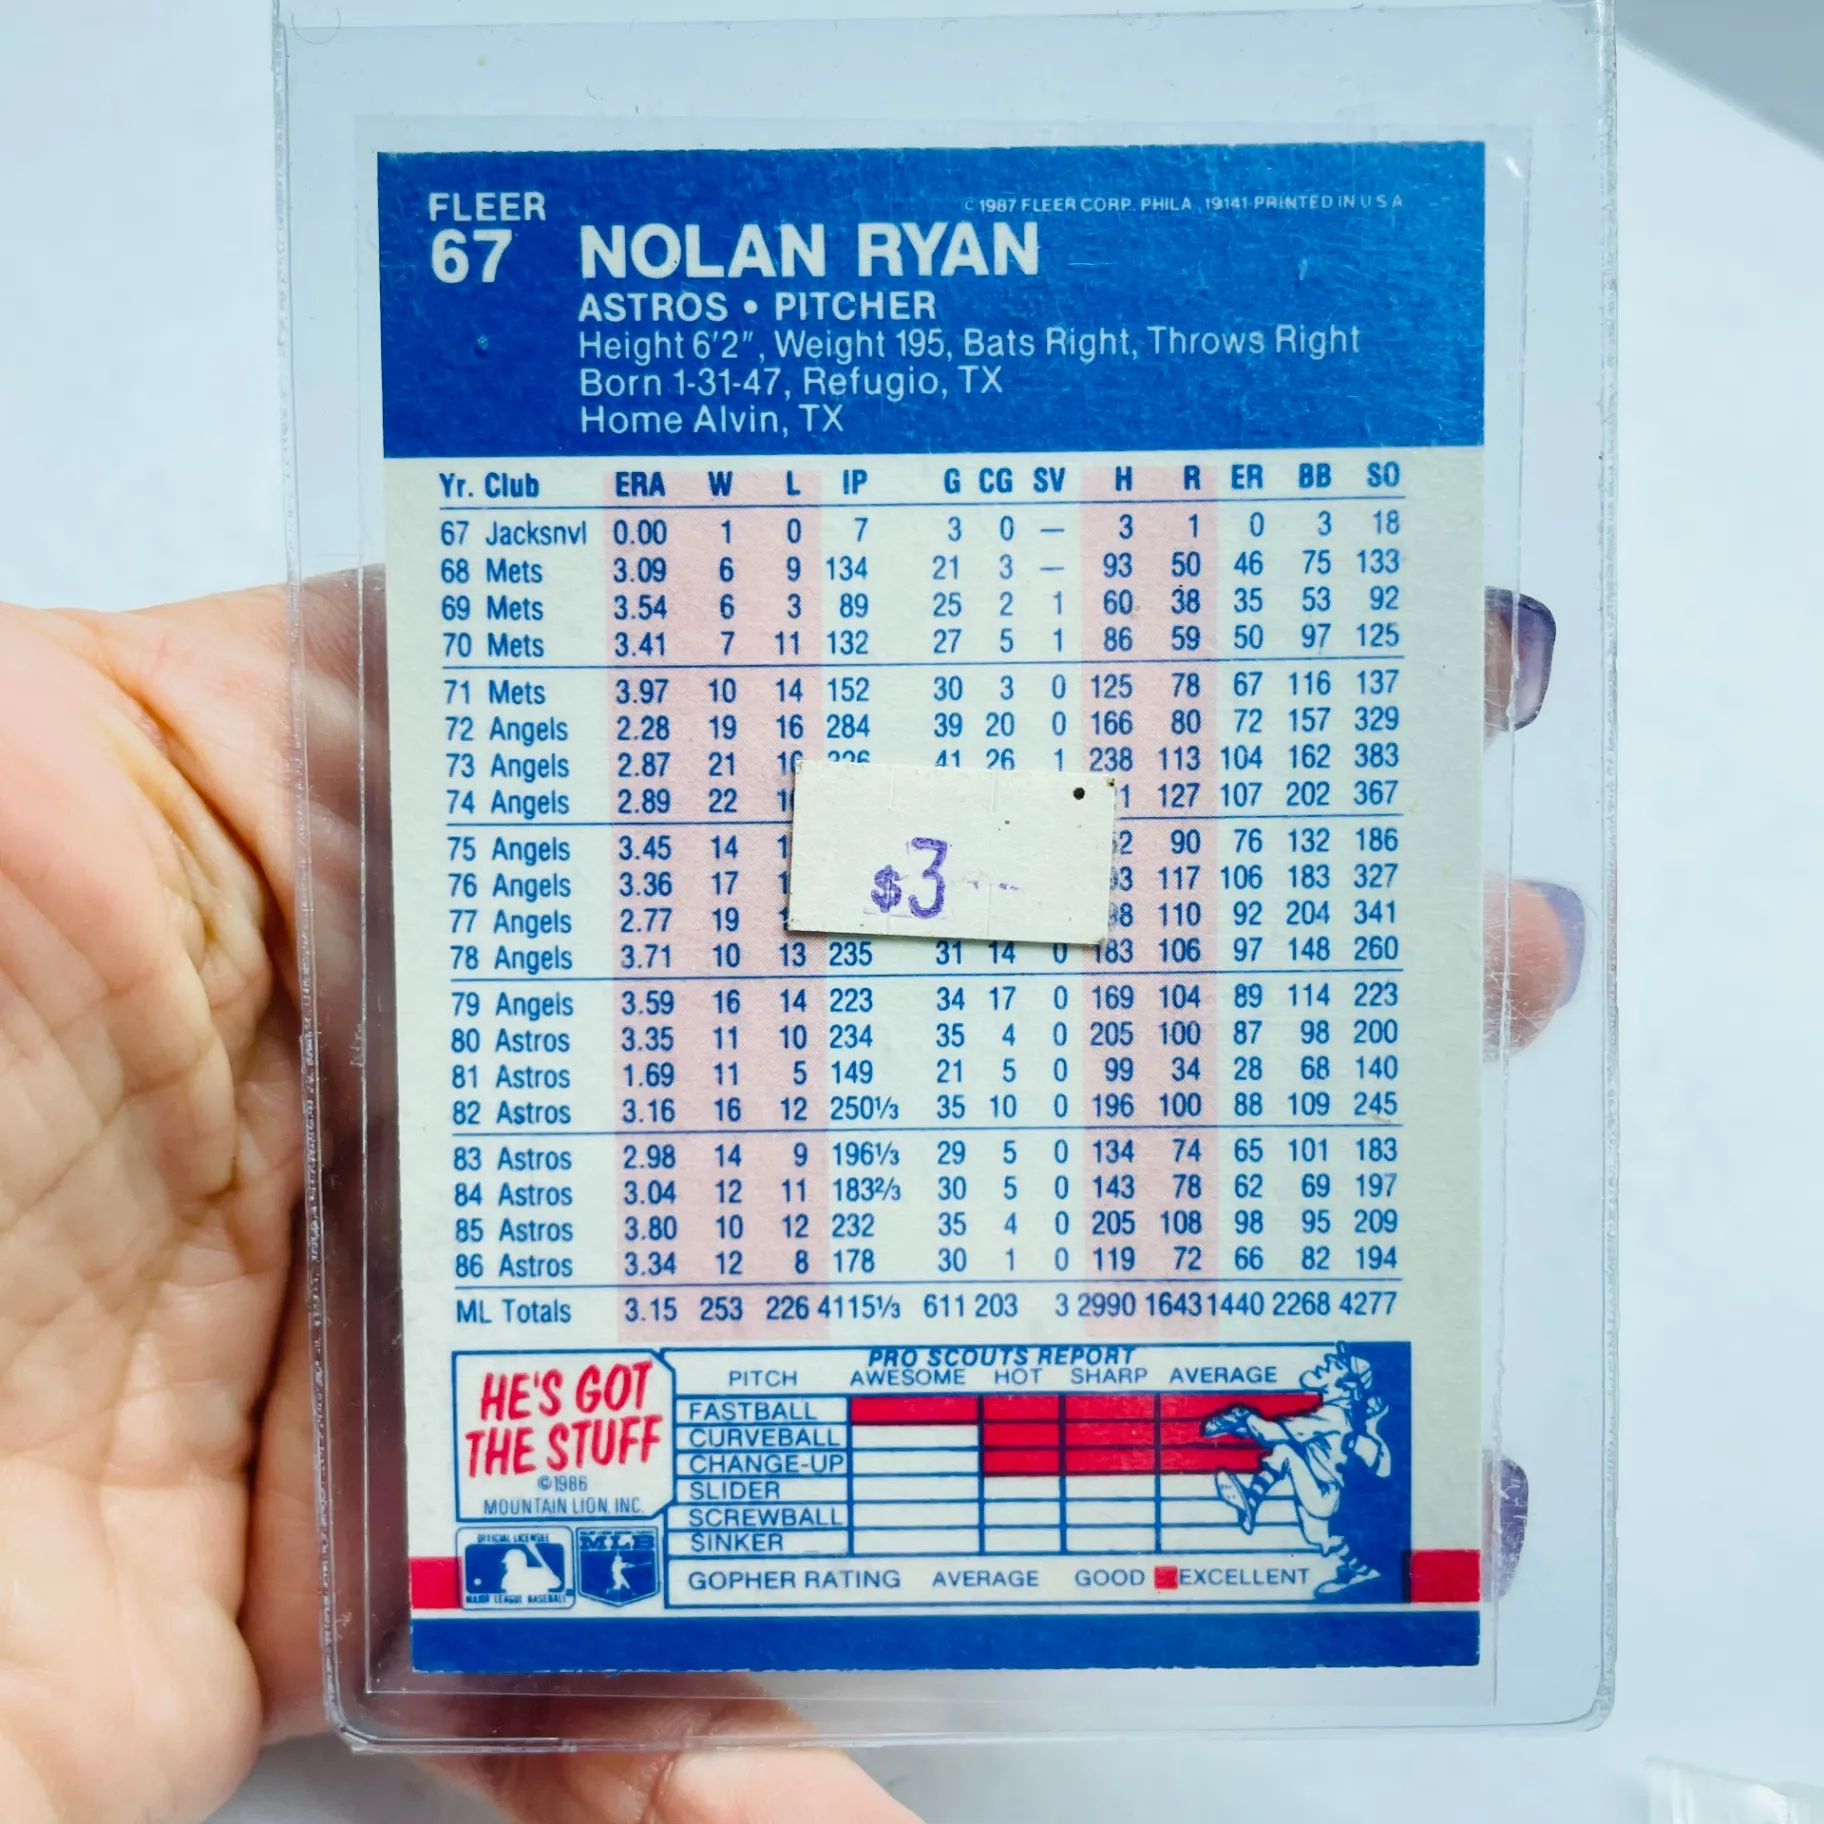 FLEER
© 1987 FLEER CORP. PHILA., 19141 PRINTED IN U S A
67 NOLAN RYAN
ASTROS • PITCHER
Height 6'2", Weight 195, Bats Right, Throws Right
Born 1-31-47, Refugio, TX
Home Alvin, TX
Yr. Club ERA W L IP G CG SV H R ER BB SO
67 Jacksnvl 0.00 1 0 7 3 0 — 3 1 0 3 18
68 Mets 3.09 6 9 134 21 3 — 93 50 46 75 133
69 Mets 3.54 6 3 89 25 2 1 60 38 35 53 92
70 Mets 3.41 7 11 132 27 5 1 86 59 50 97 125
71 Mets 3.97 10 14 152 30 3 0 125 78 67 116 137
72 Angels 2.28 19 16 284 39 20 0 166 80 72 157 329
73 Angels 2.87 21 326 41 26 1 238 113 104 162 383
74 Angels 2.89 22 127 107 202 367
75 Angels 3.45 14 90 76 132 186
76 Angels 3.36 17 117 106 183 327
77 Angels 2.77 19 110 92 204 341
$3
78 Angels 3.71 10 13 235 31 14 0 183 106 97 148 260
79 Angels 3.59 16 14 223 34 17 0 169 104 89 114 223
80 Astros 3.35 11 10 234 35 4 0 205 100 87 98 200
81 Astros 1.69 11 5 149 21 5 0 99 34 28 68 140
82 Astros 3.16 16 12 250⅓ 35 10 0 196 100 88 109 245
83 Astros 2.98 14 9 196⅓ 29 5 0 134 74 65 101 183
84 Astros 3.04 12 11 183⅔ 30 5 0 143 78 62 69 197
85 Astros 3.80 10 12 232 35 4 0 205 108 98 95 209
86 Astros 3.34 12 8 178 30 1 0 119 72 66 82 194
ML Totals 3.15 253 226 4115⅓ 611 203 3 2990 1643 1440 2268 4277
HE'S GOT
THE STUFF
©1986
MOUNTAIN LION, INC.
PRO SCOUTS REPORT
PITCH AWESOME HOT SHARP AVERAGE
FASTBALL
CURVEBALL
CHANGE-UP
SLIDER
SCREWBALL
SINKER
GOPHER RATING AVERAGE GOOD EXCELLENT
OFFICIAL LICENSEE
MAJOR LEAGUE BASEBALL
MLB